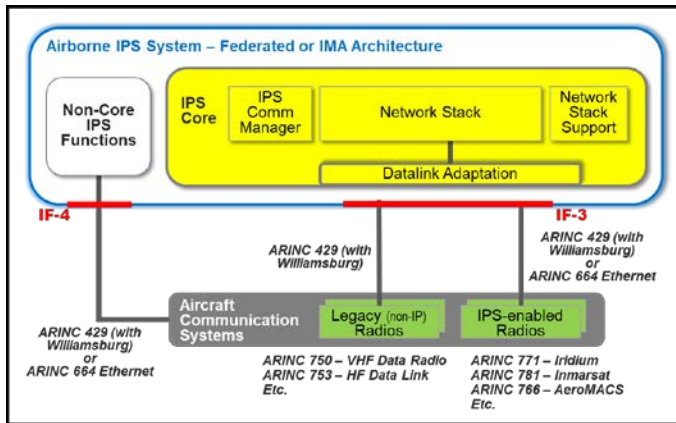 Airborne IPS System – Federated or IMA Architecture
Non-Core
IPS
Functions
IPS
Core
IPS
Comm
Manager
Network Stack
Network
Stack
Support
Datalink Adaptation
IF-4
IF-3
ARINC 429 (with
Williamsburg)
ARINC 429 (with
Williamsburg)
or
ARINC 664 Ethernet
Aircraft
Communication
Systems
Legacy (non-IP)
Radios
IPS-enabled
Radios
ARINC 429 (with
Williamsburg)
or
ARINC 664 Ethernet
ARINC 750 – VHF Data Radio
ARINC 753 – HF Data Link
Etc.
ARINC 771 – Iridium
ARINC 781 – Inmarsat
ARINC 766 – AeroMACS
Etc.